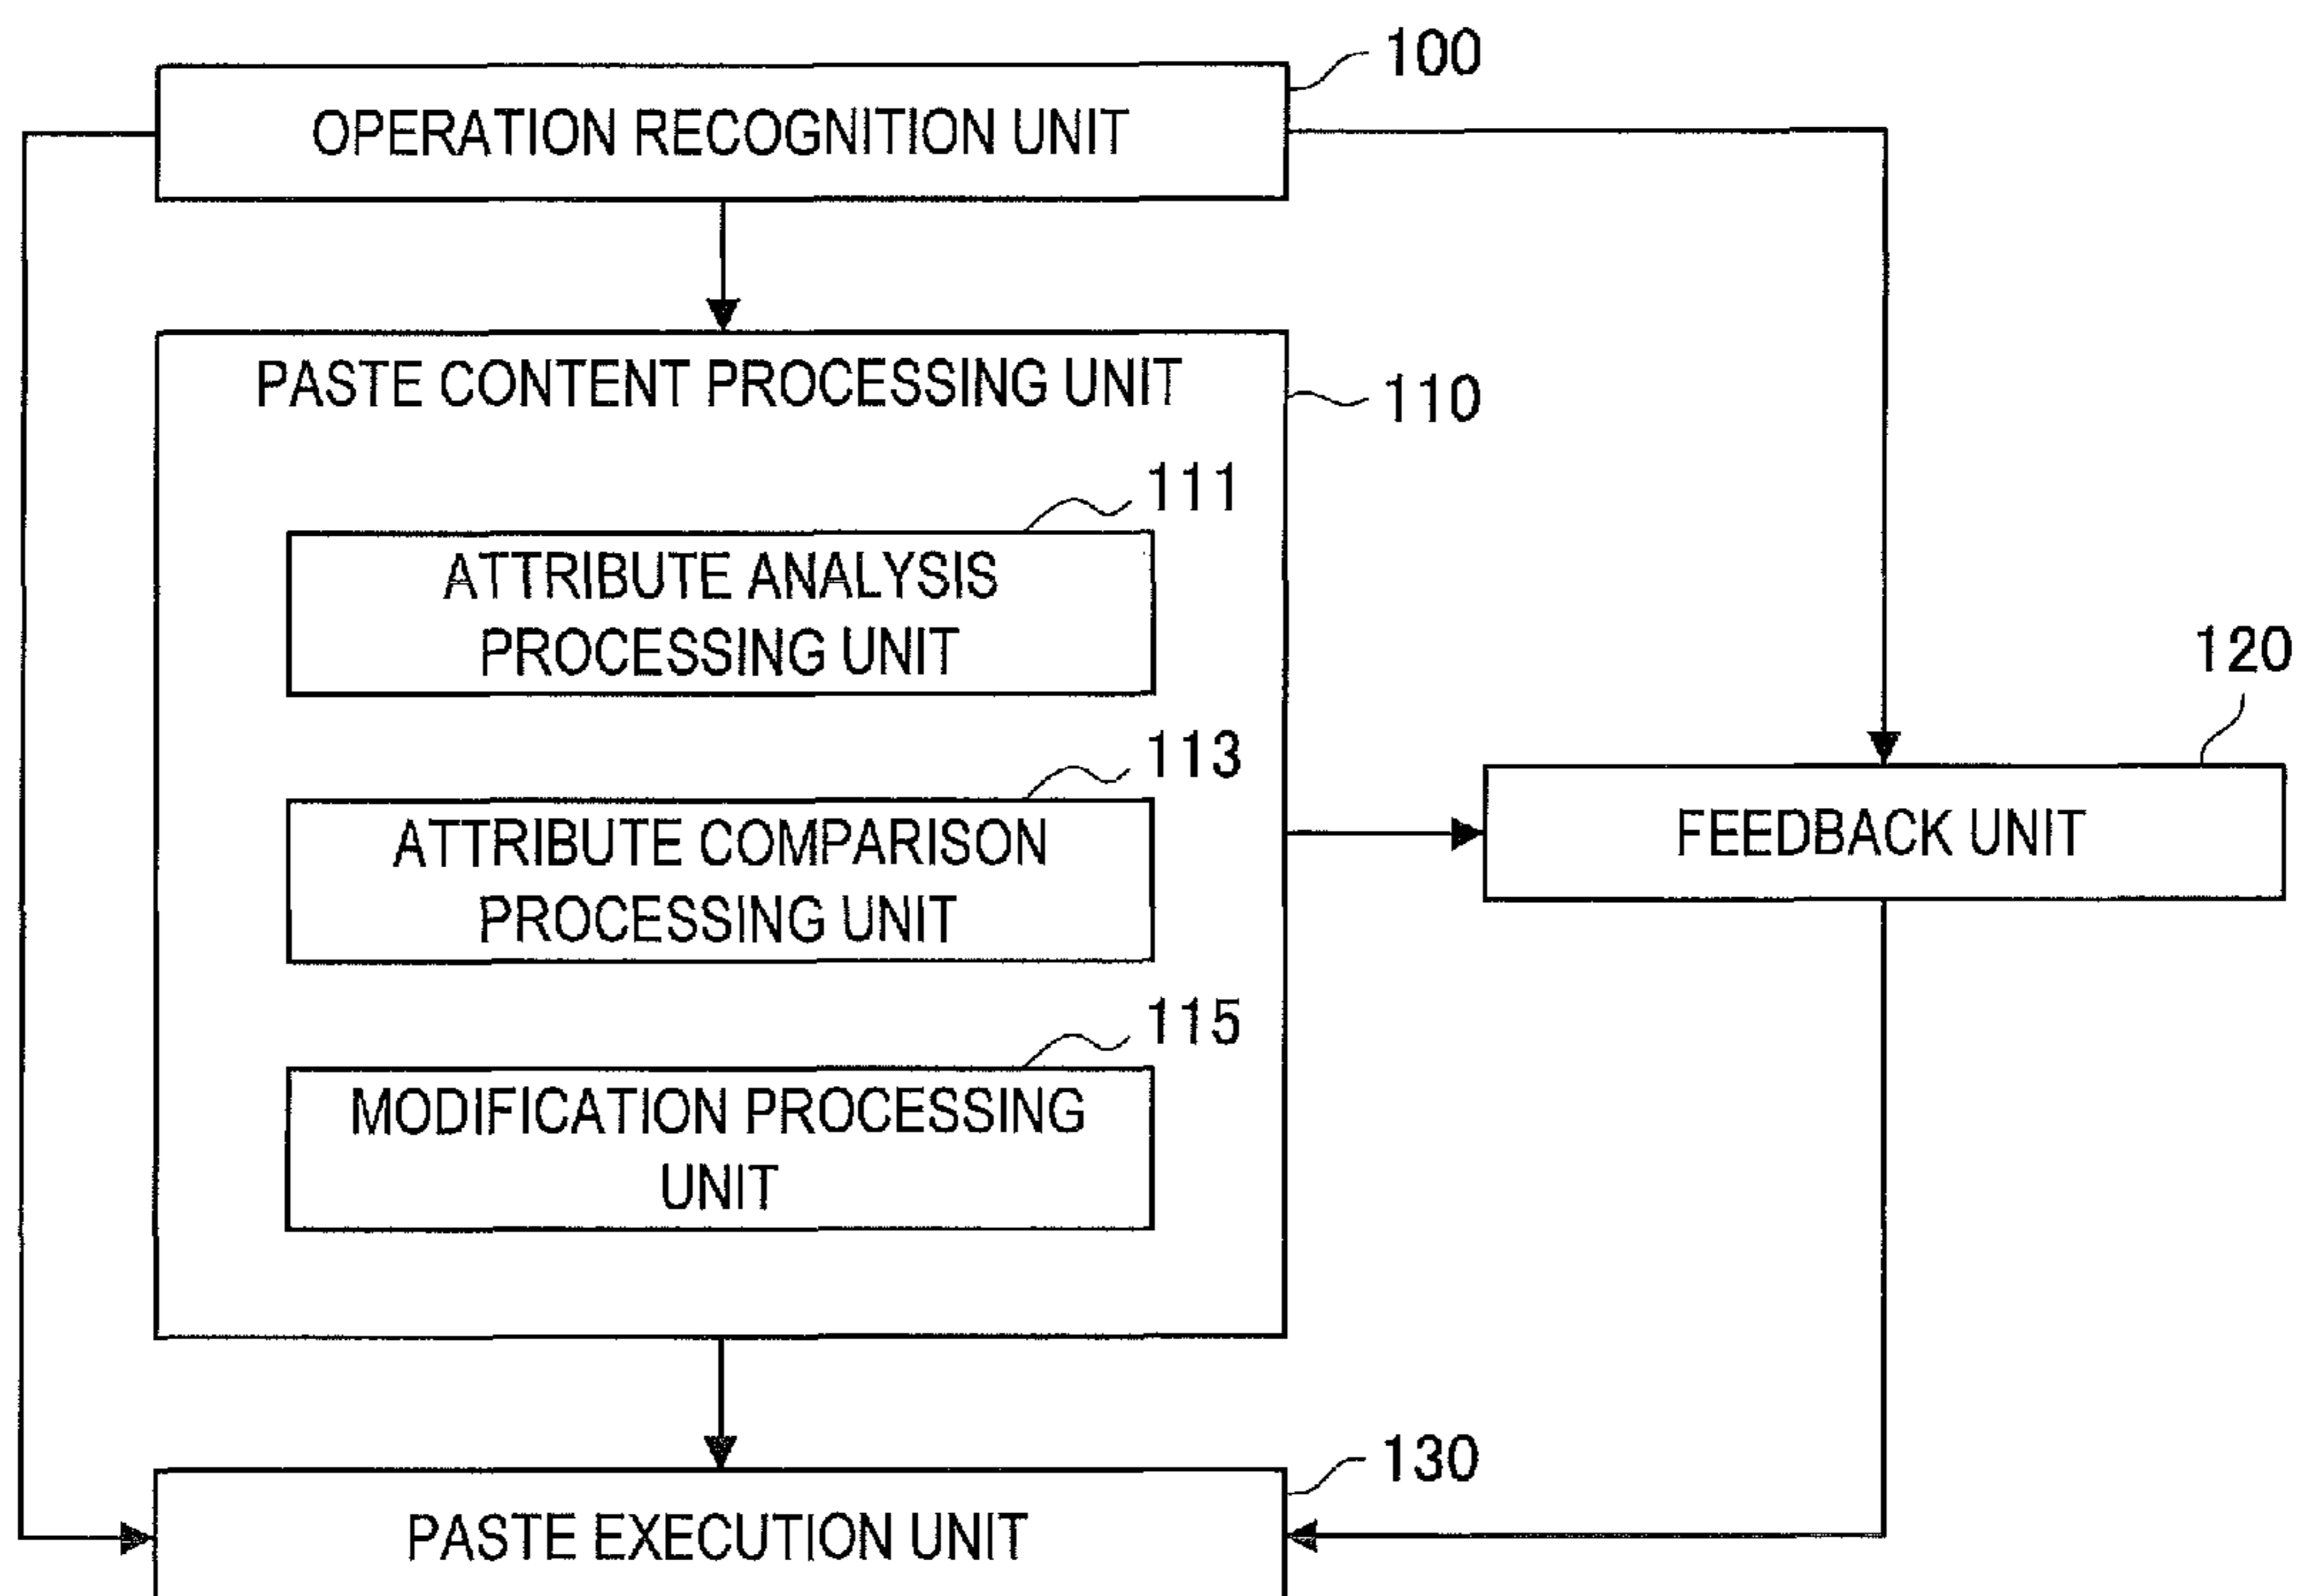 100
OPERATION RECOGNITION UNIT
PASTE CONTENT PROCESSING UNIT
110
111
ATTRIBUTE ANALYSIS
PROCESSING UNIT
120
113
ATTRIBUTE COMPARISON
PROCESSING UNIT
FEEDBACK UNIT
115
MODIFICATION PROCESSING
UNIT
130
PASTE EXECUTION UNIT